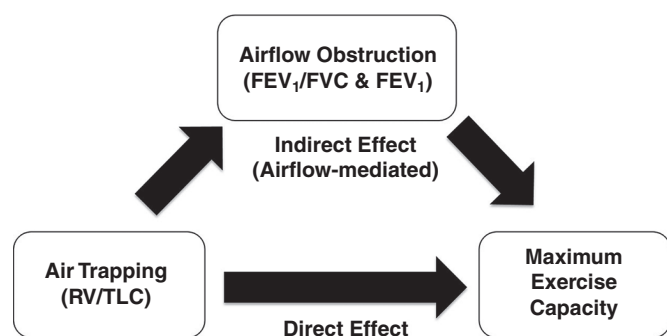 Airflow Obstruction
(FEV₁/FVC & FEV₁)
Indirect Effect
(Airflow-mediated)
Air Trapping
(RV/TLC)
Maximum
Exercise
Capacity
Direct Effect